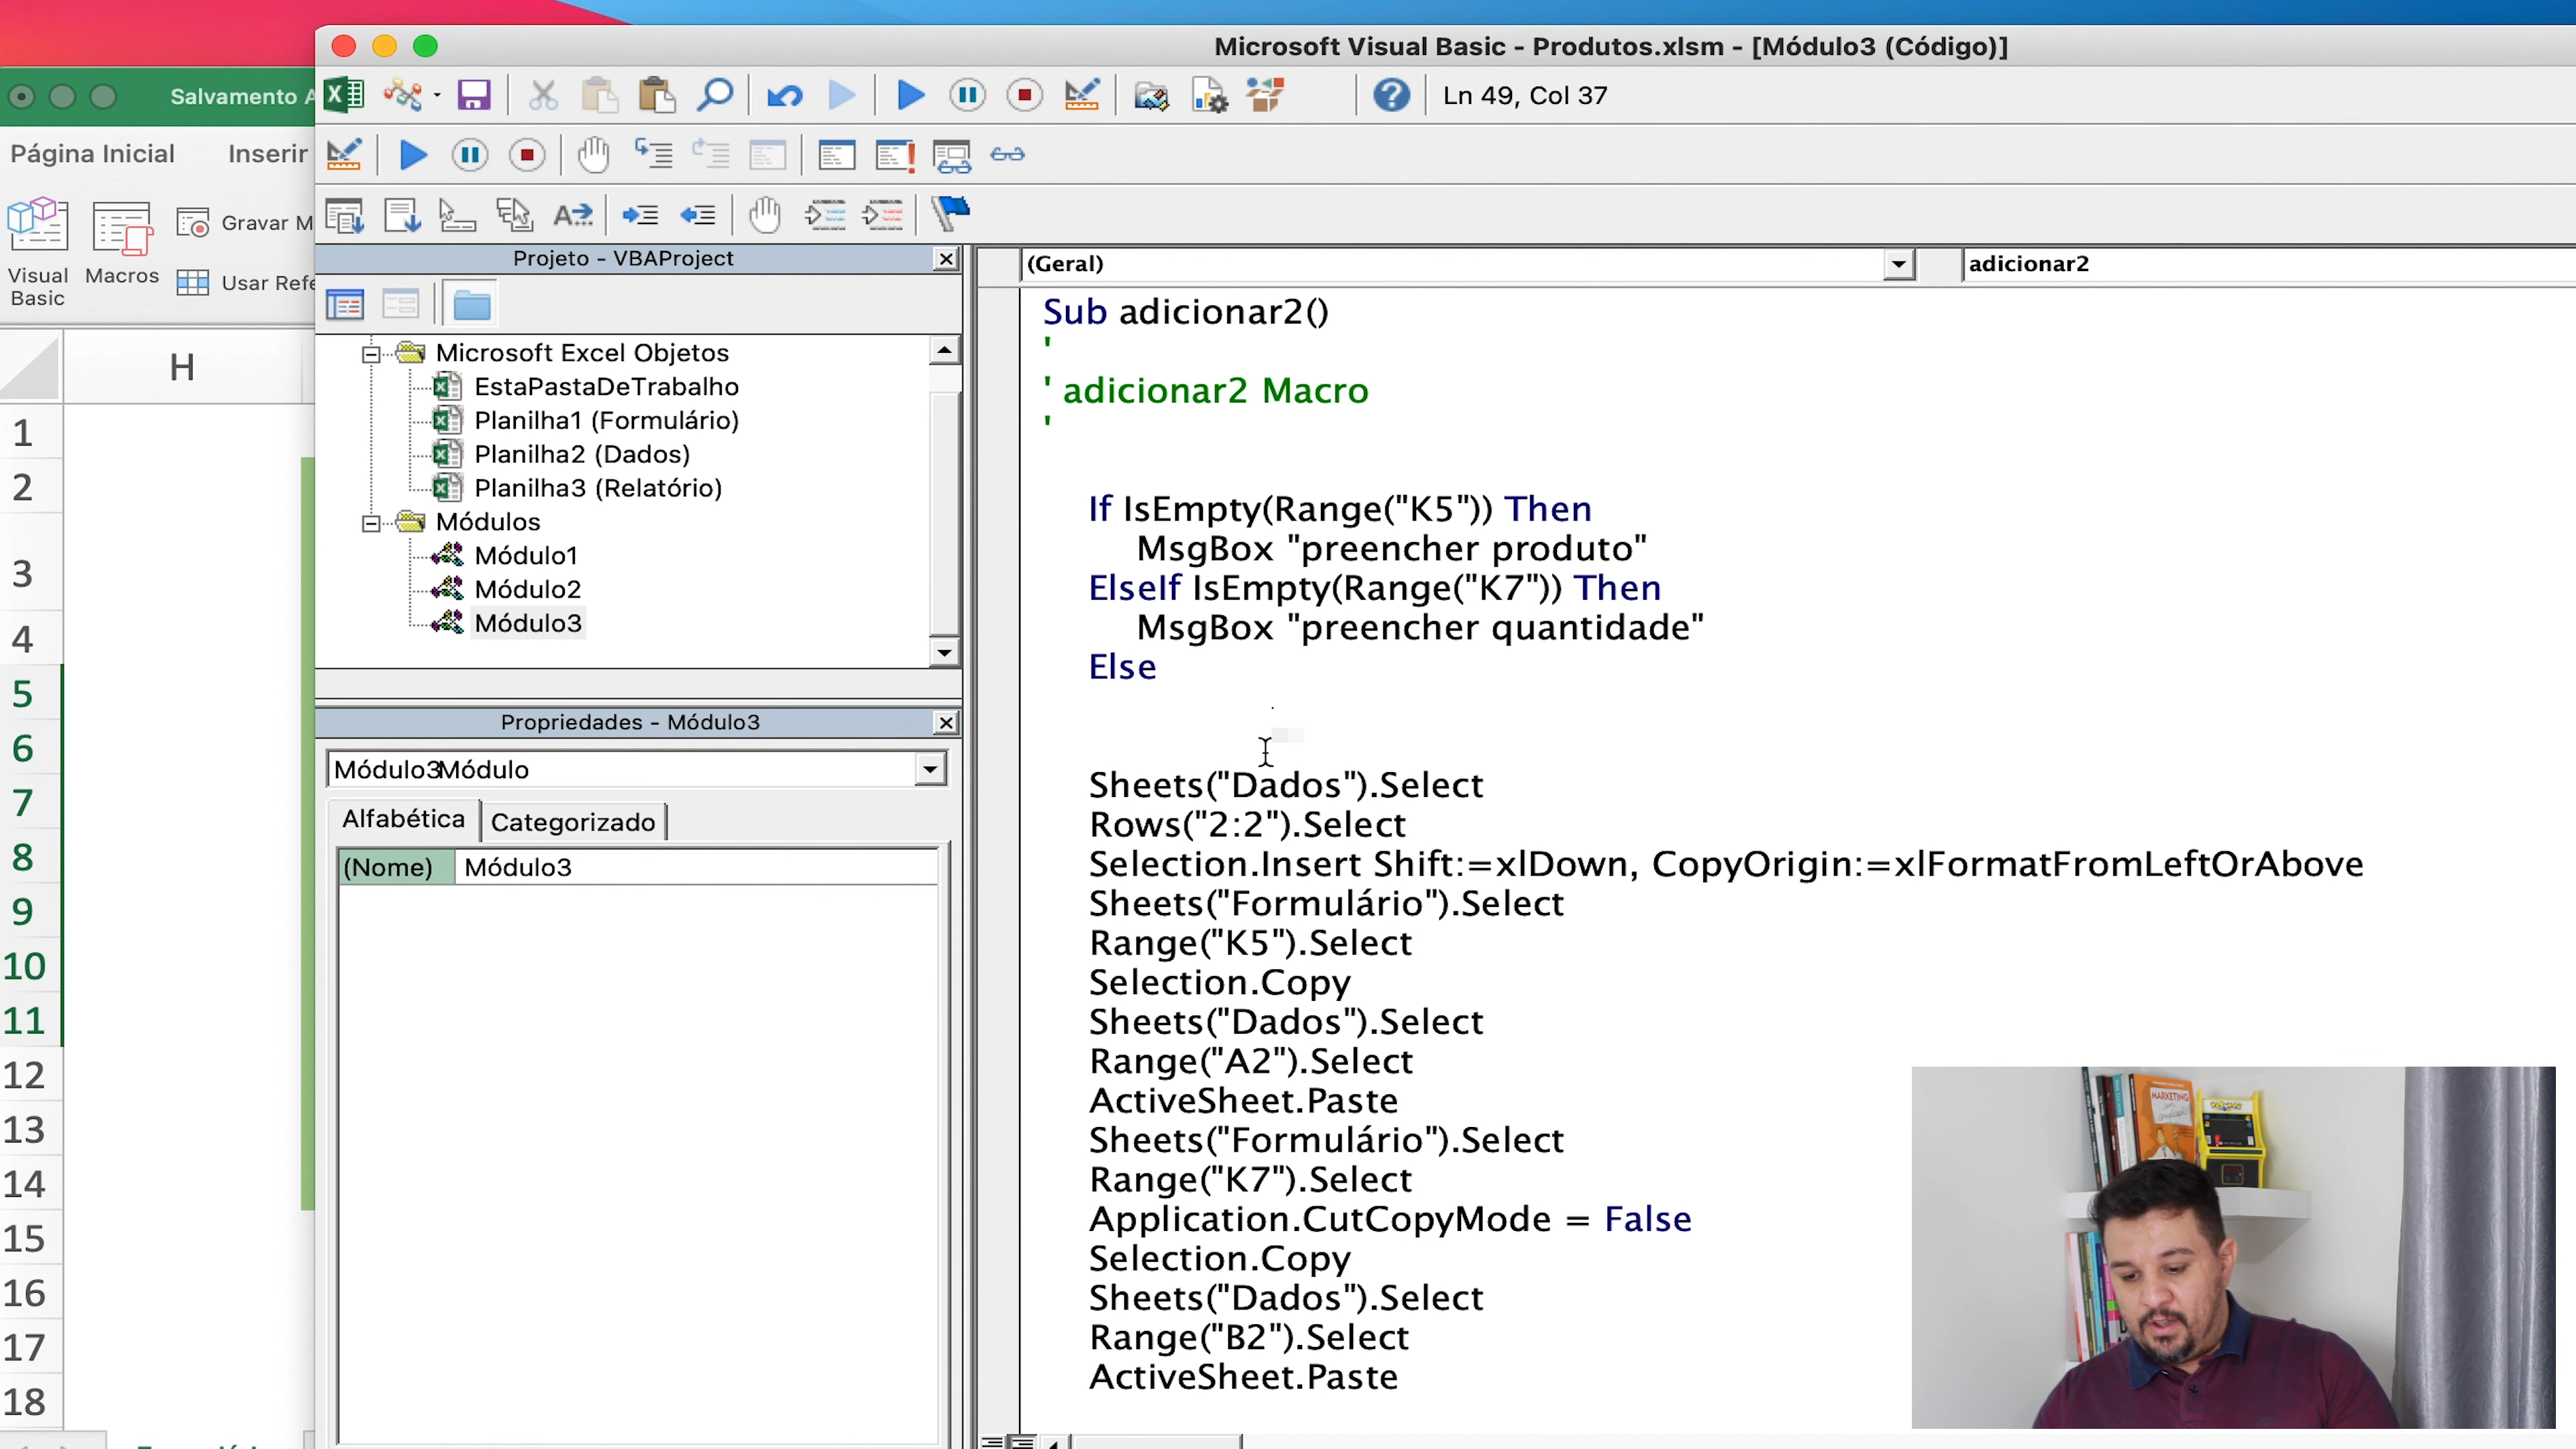 Microsoft Visual Basic - Produtos.xlsm - [Módulo3 (Código)]
Salvamento A
Ln 49, Col 37
Página Inicial
Inserir
Visual Basic
Macros
Gravar M
Usar Refe
Projeto - VBAProject
Microsoft Excel Objetos
EstaPastaDeTrabalho
Planilha1 (Formulário)
Planilha2 (Dados)
Planilha3 (Relatório)
Módulos
Módulo1
Módulo2
Módulo3
Propriedades - Módulo3
Módulo3 Módulo
Alfabética
Categorizado
(Nome) Módulo3
H
1
2
3
4
5
6
7
8
9
10
11
12
13
14
15
16
17
18
(Geral)
adicionar2
Sub adicionar2()
'
' adicionar2 Macro
'
If IsEmpty(Range("K5")) Then
MsgBox "preencher produto"
ElseIf IsEmpty(Range("K7")) Then
MsgBox "preencher quantidade"
Else
Sheets("Dados").Select
Rows("2:2").Select
Selection.Insert Shift:=xlDown, CopyOrigin:=xlFormatFromLeftOrAbove
Sheets("Formulário").Select
Range("K5").Select
Selection.Copy
Sheets("Dados").Select
Range("A2").Select
ActiveSheet.Paste
Sheets("Formulário").Select
Range("K7").Select
Application.CutCopyMode = False
Selection.Copy
Sheets("Dados").Select
Range("B2").Select
ActiveSheet.Paste
MARKETING